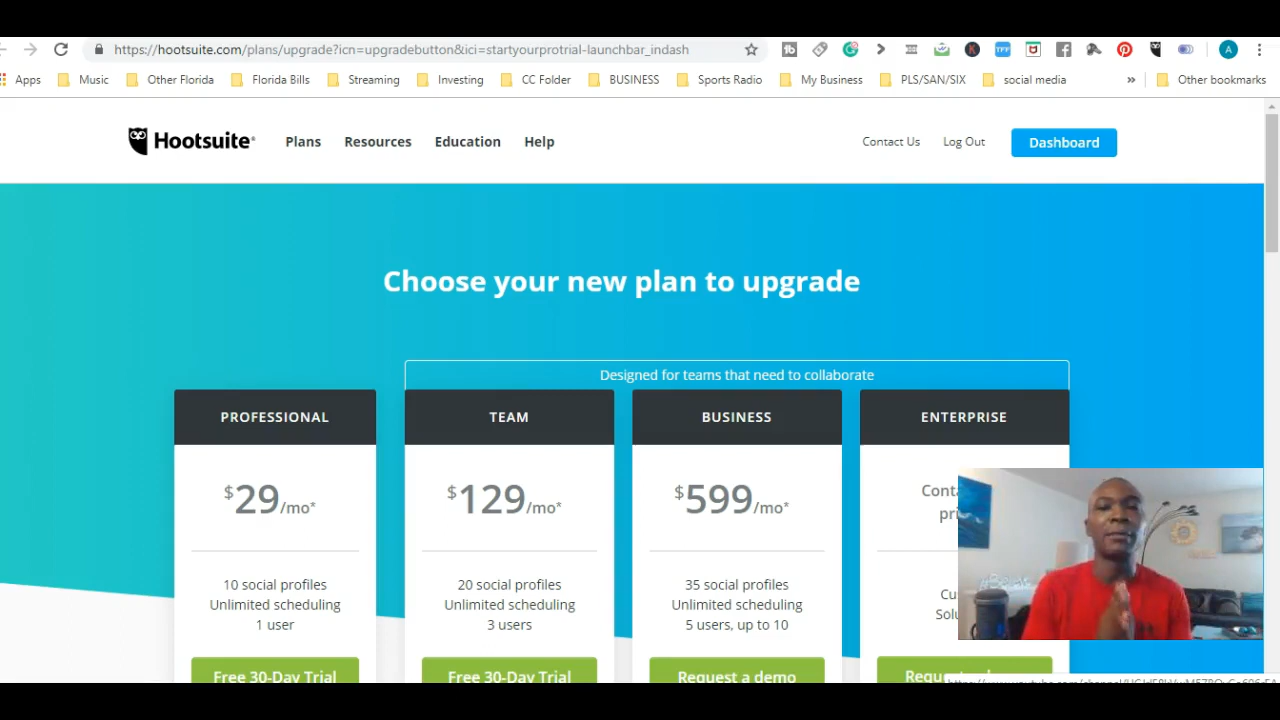 https://hootsuite.com/plans/upgrade?icn=upgradebutton&ici=startyourprotrial-launchbar_indash
TFF
A
Apps
Music
Other Florida
Florida Bills
Streaming
Investing
CC Folder
BUSINESS
Sports Radio
My Business
PLS/SAN/SIX
social media
»
Other bookmarks
Hootsuite®
Plans
Resources
Education
Help
Contact Us
Log Out
Dashboard
Choose your new plan to upgrade
Designed for teams that need to collaborate
PROFESSIONAL
$29/mo*
10 social profiles
Unlimited scheduling
1 user
Free 30-Day Trial
TEAM
$129/mo*
20 social profiles
Unlimited scheduling
3 users
Free 30-Day Trial
BUSINESS
$599/mo*
35 social profiles
Unlimited scheduling
5 users, up to 10
Request a demo
ENTERPRISE